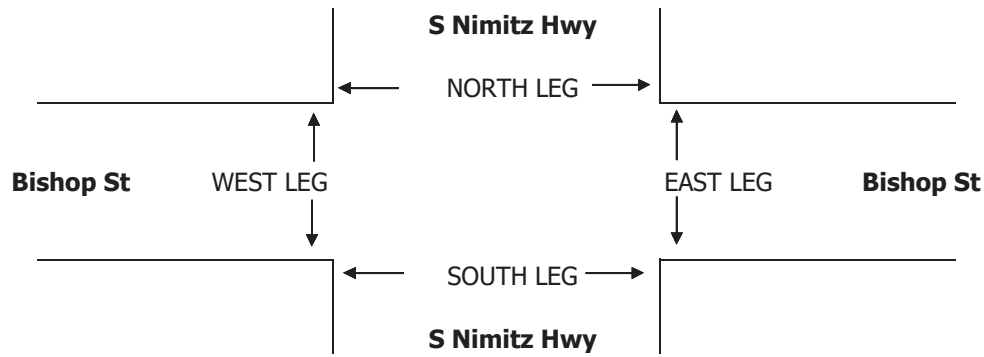 S Nimitz Hwy
NORTH LEG
Bishop St WEST LEG EAST LEG Bishop St
SOUTH LEG
S Nimitz Hwy